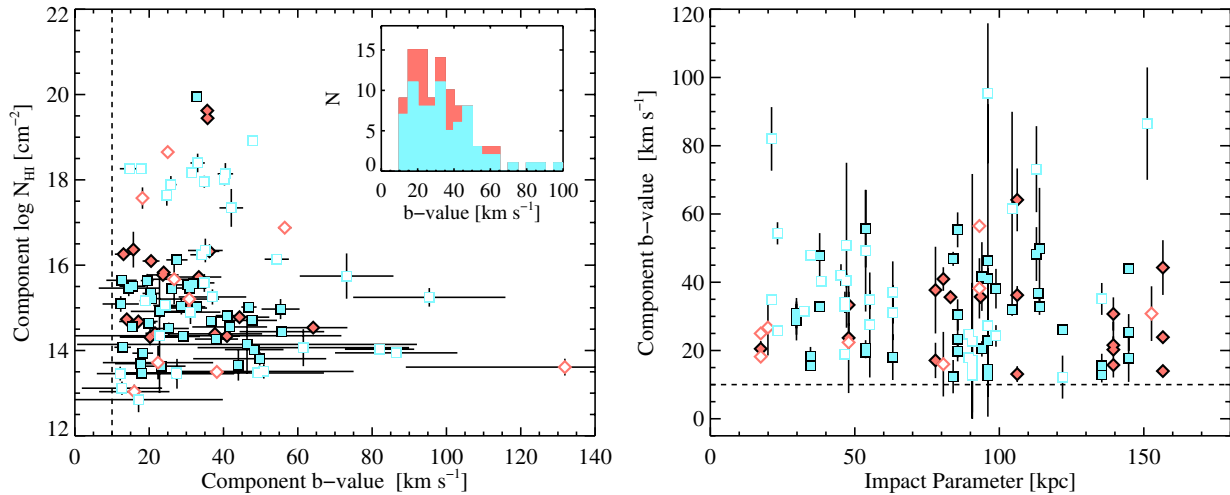 22
20
18
16
14
12
Component log N_HI [cm⁻²]
0 20 40 60 80 100 120 140
Component b-value [km s⁻¹]
15
10
5
0
N
0 20 40 60 80 100
b-value [km s⁻¹]
120
100
80
60
40
20
0
Component b-value [km s⁻¹]
0 50 100 150
Impact Parameter [kpc]